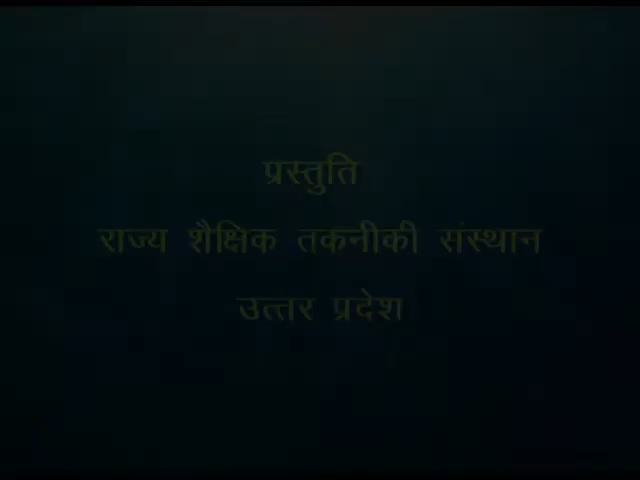 प्रस्तुति
राज्य शैक्षिक तकनीकी संस्थान
उत्तर प्रदेश